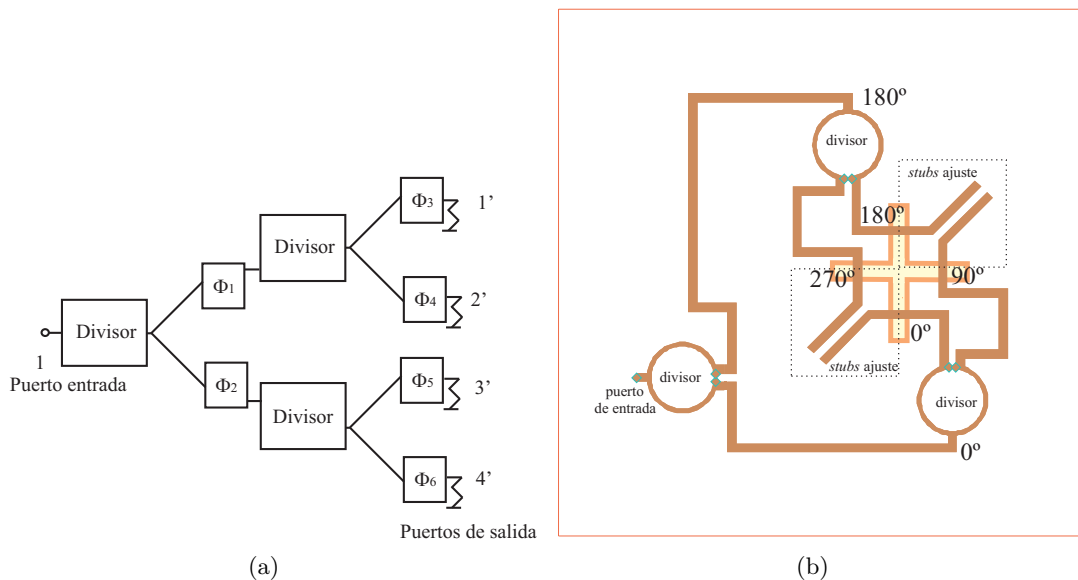 Φ3
1’
Divisor
Φ1
Φ4
2’
Divisor
1
Puerto entrada
Φ2
Φ5
3’
Divisor
Φ6
4’
Puertos de salida
(a)
180º
divisor
stubs ajuste
180º
270º
90º
0º
stubs ajuste
divisor
puerto
de entrada
divisor
0º
(b)